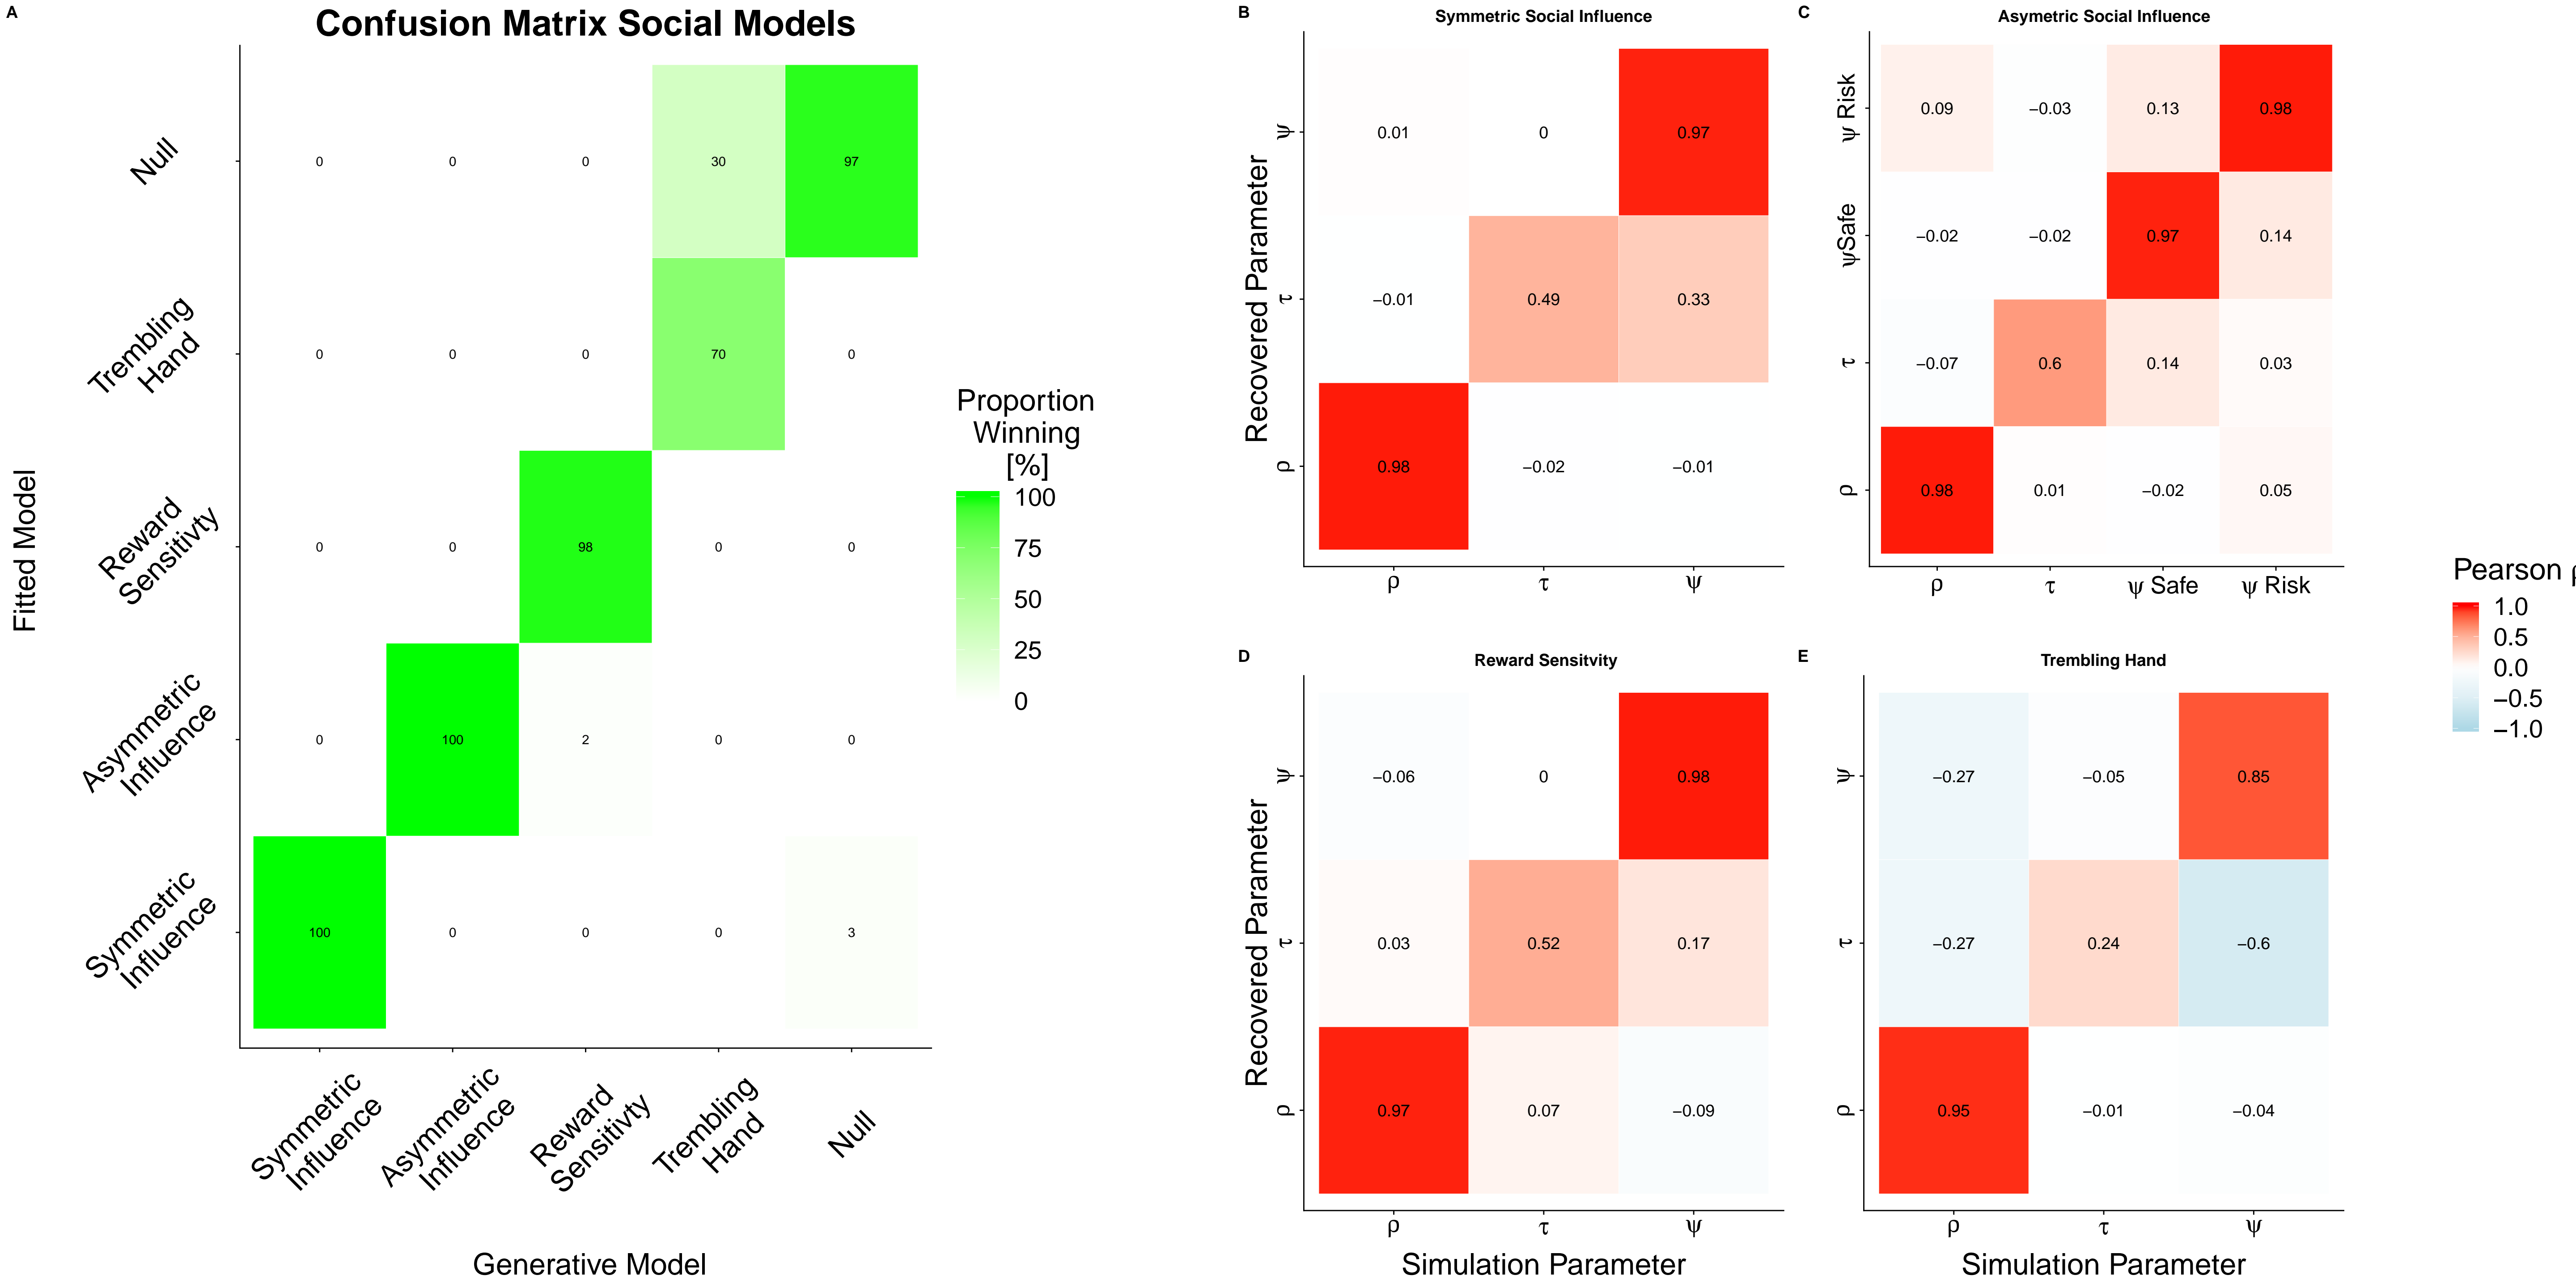 A
Confusion Matrix Social Models
Fitted Model
Null
0 0 0 30 97
Trembling
Hand
0 0 0 70 0
Reward
Sensitivty
0 0 98 0 0
Asymmetric
Influence
0 100 2 0 0
Symmetric
Influence
100 0 0 0 3
Symmetric
Influence
Asymmetric
Influence
Reward
Sensitivty
Trembling
Hand
Null
Generative Model
Proportion
Winning
[%]
100
75
50
25
0
B
Symmetric Social Influence
Recovered Parameter
ψ 0.01 0 0.97
τ −0.01 0.49 0.33
ρ 0.98 −0.02 −0.01
ρ τ ψ
C
Asymetric Social Influence
ψ Risk 0.09 −0.03 0.13 0.98
ψSafe −0.02 −0.02 0.97 0.14
τ −0.07 0.6 0.14 0.03
ρ 0.98 0.01 −0.02 0.05
ρ τ ψ Safe ψ Risk
D
Reward Sensitvity
Recovered Parameter
ψ −0.06 0 0.98
τ 0.03 0.52 0.17
ρ 0.97 0.07 −0.09
ρ τ ψ
Simulation Parameter
E
Trembling Hand
ψ −0.27 −0.05 0.85
τ −0.27 0.24 −0.6
ρ 0.95 −0.01 −0.04
ρ τ ψ
Simulation Parameter
Pearson ρ
1.0
0.5
0.0
−0.5
−1.0